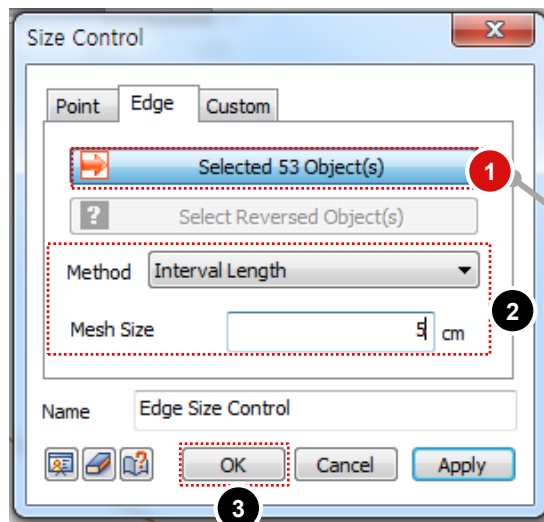 Size Control
Point Edge Custom
Selected 53 Object(s)
1
? Select Reversed Object(s)
Method Interval Length
2
Mesh Size 5 cm
Name Edge Size Control
OK Cancel Apply
3